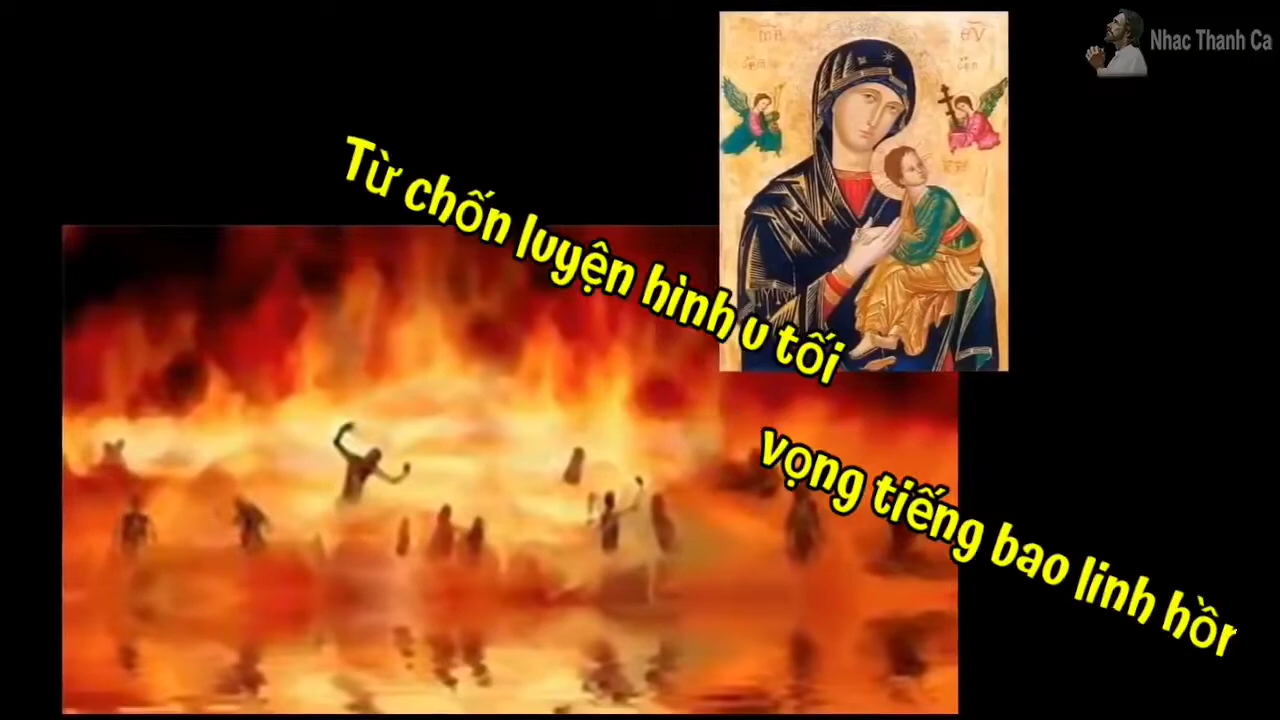 Nhac Thanh Ca
Từ chốn luyện hình u tối
vọng tiếng bao linh hồn